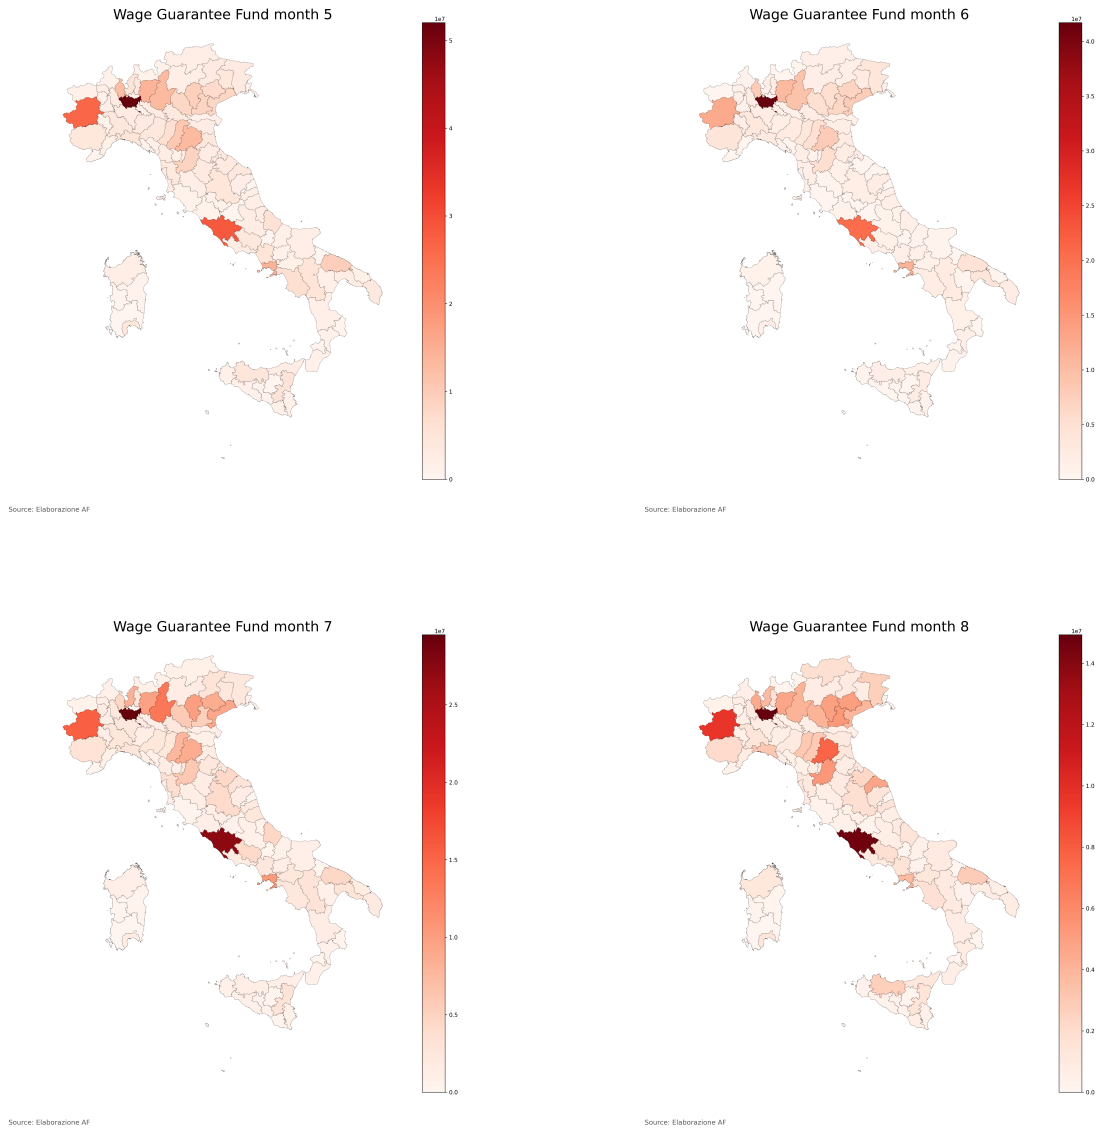 Wage Guarantee Fund month 5
1e7
5
4
3
2
1
0
Source: Elaborazione AF
Wage Guarantee Fund month 6
1e7
4.0
3.5
3.0
2.5
2.0
1.5
1.0
0.5
0.0
Source: Elaborazione AF
Wage Guarantee Fund month 7
1e7
2.5
2.0
1.5
1.0
0.5
0.0
Source: Elaborazione AF
Wage Guarantee Fund month 8
1e7
1.4
1.2
1.0
0.8
0.6
0.4
0.2
0.0
Source: Elaborazione AF